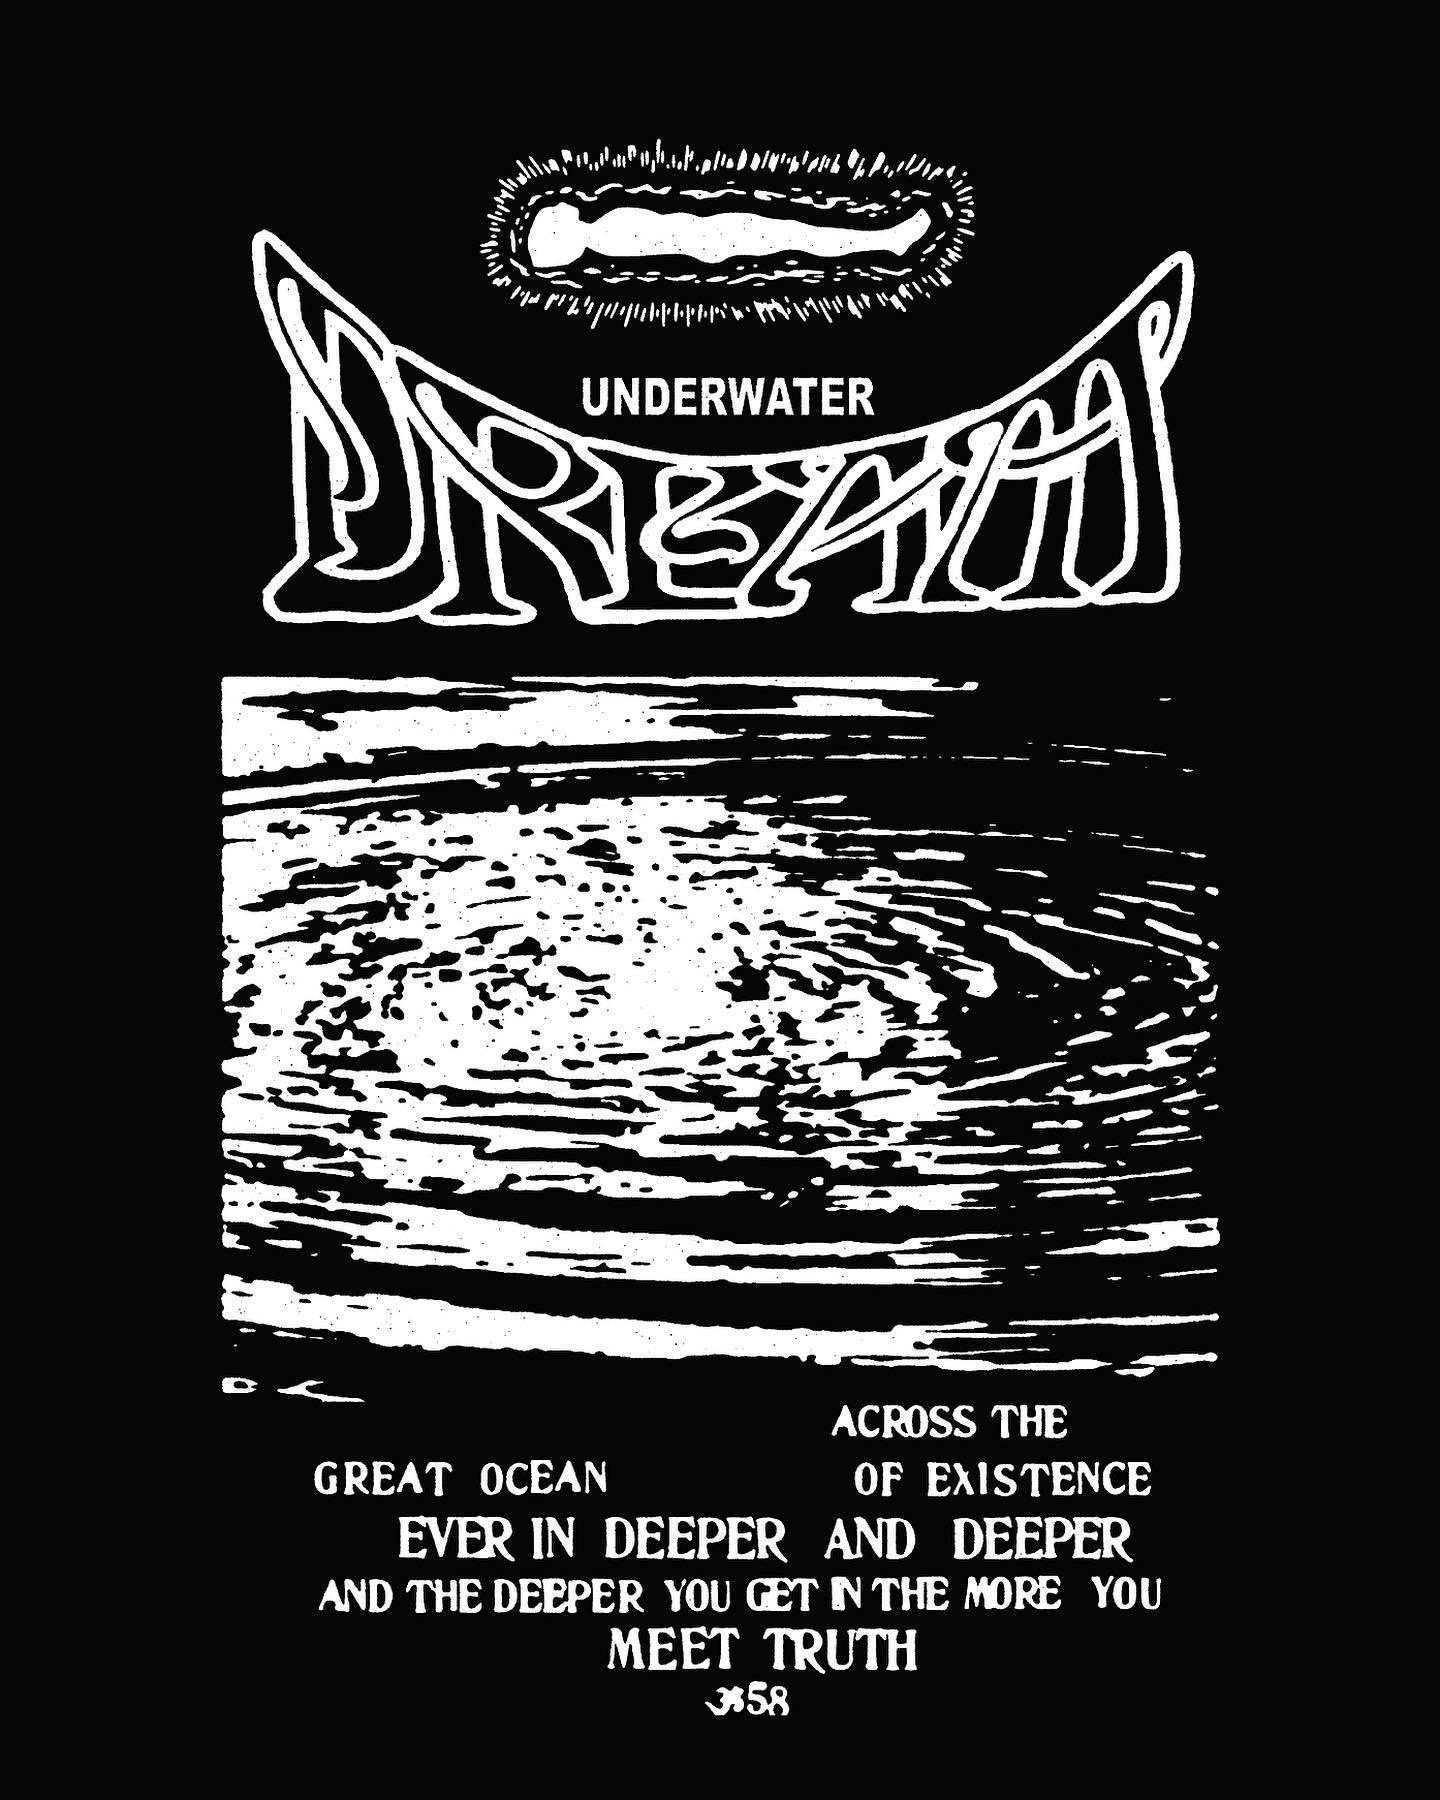 UNDERWATER
DREAM
ACROSS THE
GREAT OCEAN OF EXISTENCE
EVER IN DEEPER AND DEEPER
AND THE DEEPER YOU GET IN THE MORE YOU
MEET TRUTH
58